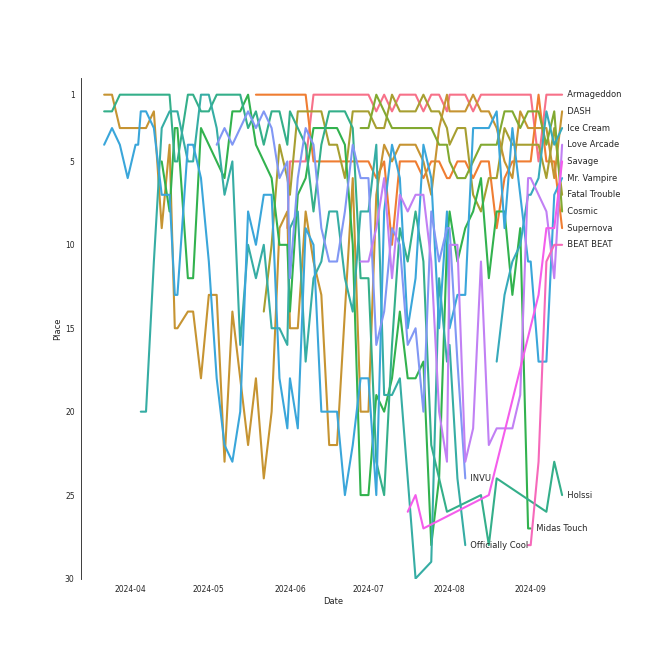 1
Armageddon
DASH
Ice Cream
Love Arcade
5
Savage
Mr. Vampire
Fatal Trouble
Cosmic
Supernova
10
BEAT BEAT
Place
15
20
INVU
25
Holssi
Midas Touch
Officially Cool
30
2024-04
2024-05
2024-06
2024-07
2024-08
2024-09
Date